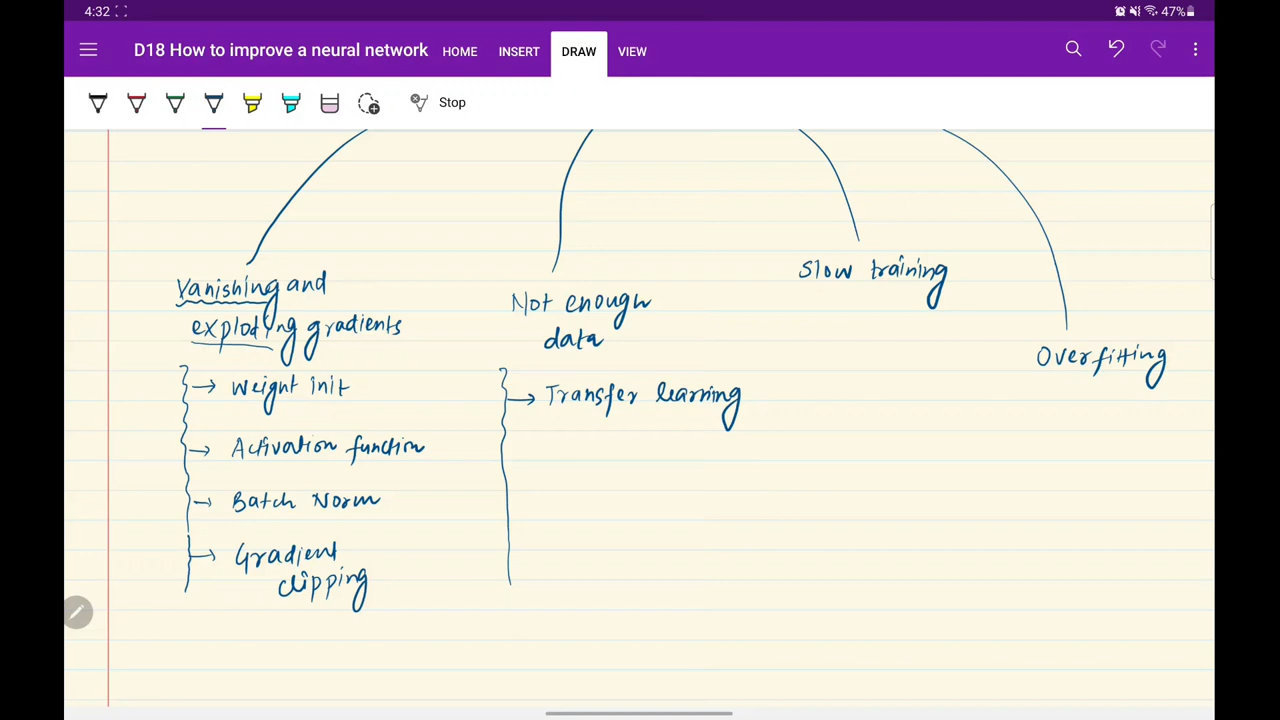 4:32
47%
D18 How to improve a neural network
HOME
INSERT
DRAW
VIEW
Stop
Vanishing and
exploding gradients
→ Weight init
→ Activation function
→ Batch Norm
→ Gradient
clipping
Not enough
data
→ Transfer learning
Slow training
Overfitting